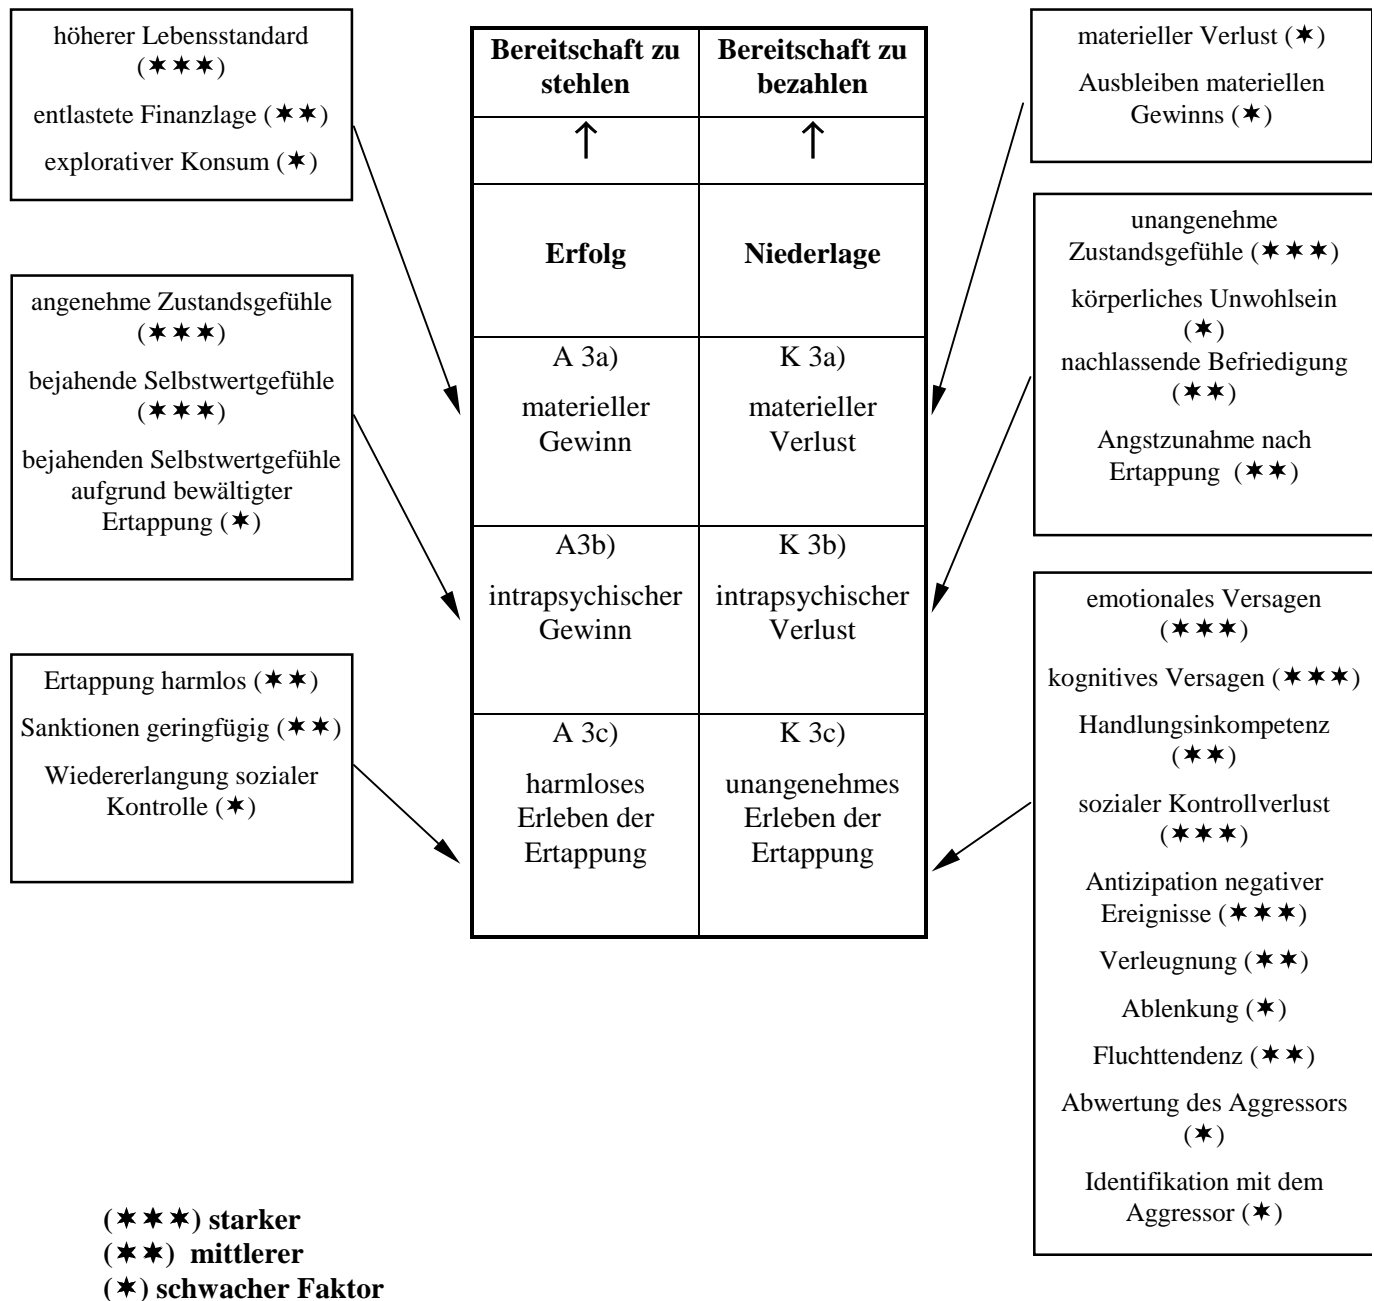 höherer Lebensstandard
(★★★)
entlastete Finanzlage (★★)
explorativer Konsum (★)
angenehme Zustandsgefühle
(★★★)
bejahende Selbstwertgefühle
(★★★)
bejahenden Selbstwertgefühle
aufgrund bewältigter
Ertappung (★)
Ertappung harmlos (★★)
Sanktionen geringfügig (★★)
Wiedererlangung sozialer
Kontrolle (★)
Bereitschaft zu
stehlen
Bereitschaft zu
bezahlen
↑
↑
Erfolg
Niederlage
A 3a)
materieller
Gewinn
K 3a)
materieller
Verlust
A3b)
intrapsychischer
Gewinn
K 3b)
intrapsychischer
Verlust
A 3c)
harmloses
Erleben der
Ertappung
K 3c)
unangenehmes
Erleben der
Ertappung
materieller Verlust (★)
Ausbleiben materiellen
Gewinns (★)
unangenehme
Zustandsgefühle (★★★)
körperliches Unwohlsein
(★)
nachlassende Befriedigung
(★★)
Angstzunahme nach
Ertappung (★★)
emotionales Versagen
(★★★)
kognitives Versagen (★★★)
Handlungsinkompetenz
(★★)
sozialer Kontrollverlust
(★★★)
Antizipation negativer
Ereignisse (★★★)
Verleugnung (★★)
Ablenkung (★)
Fluchttendenz (★★)
Abwertung des Aggressors
(★)
Identifikation mit dem
Aggressor (★)
(★★★) starker
(★★) mittlerer
(★) schwacher Faktor